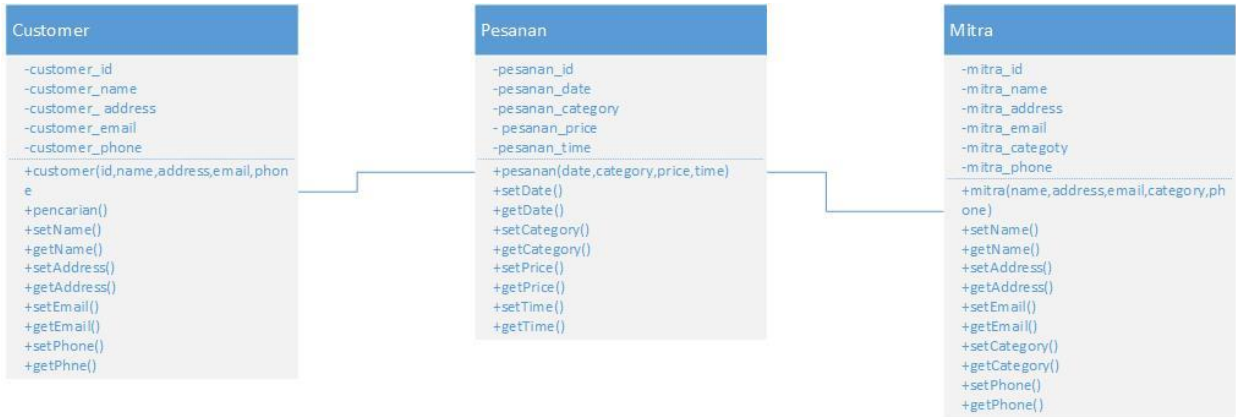 Customer
-customer_id
-customer_name
-customer_ address
-customer_email
-customer_phone
+customer(id,name,address,email,phon
e
+pencarian()
+setName()
+getName()
+setAddress()
+getAddress()
+setEmail()
+getEmail()
+setPhone()
+getPhne()
Pesanan
-pesanan_id
-pesanan_date
-pesanan_category
- pesanan_price
-pesanan_time
+pesanan(date,category,price,time)
+setDate()
+getDate()
+setCategory()
+getCategory()
+setPrice()
+getPrice()
+setTime()
+getTime()
Mitra
-mitra_id
-mitra_name
-mitra_address
-mitra_email
-mitra_categoty
-mitra_phone
+mitra(name,address,email,category,ph
one)
+setName()
+getName()
+setAddress()
+getAddress()
+setEmail()
+getEmail()
+setCategory()
+getCategory()
+setPhone()
+getPhone()